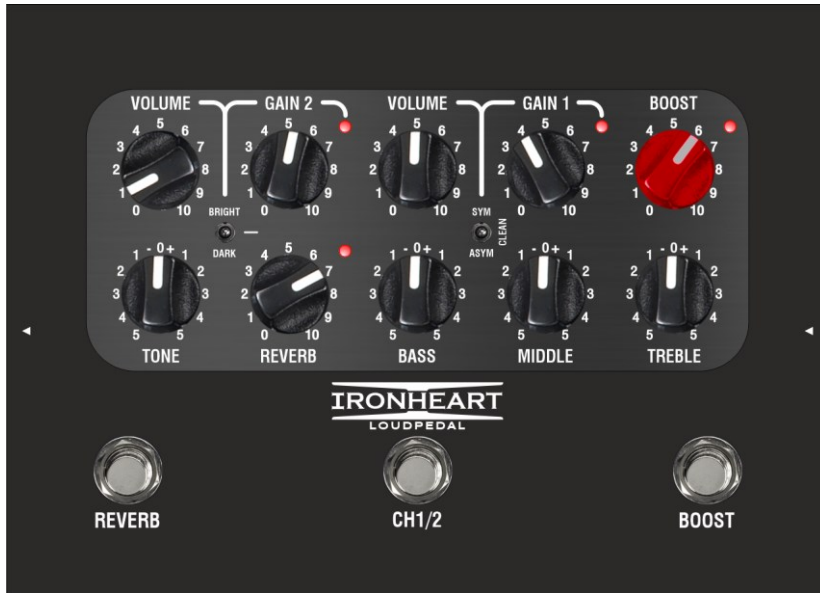 VOLUME GAIN 2 VOLUME GAIN 1 BOOST
0 1 2 3 4 5 6 7 8 9 10
0 1 2 3 4 5 6 7 8 9 10
0 1 2 3 4 5 6 7 8 9 10
0 1 2 3 4 5 6 7 8 9 10
0 1 2 3 4 5 6 7 8 9 10
BRIGHT
DARK
SYM
ASYM
CLEAN
5 4 3 2 1 - 0 + 1 2 3 4 5
0 1 2 3 4 5 6 7 8 9 10
5 4 3 2 1 - 0 + 1 2 3 4 5
5 4 3 2 1 - 0 + 1 2 3 4 5
5 4 3 2 1 - 0 + 1 2 3 4 5
TONE REVERB BASS MIDDLE TREBLE
IRONHEART
LOUDPEDAL
REVERB CH1/2 BOOST